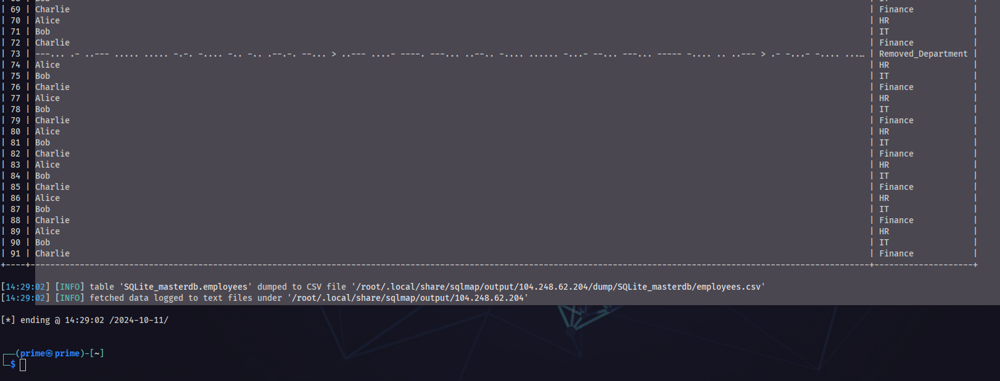 68 | Bob | IT |
| 69 | Charlie | Finance |
| 70 | Alice | HR |
| 71 | Bob | IT |
| 72 | Charlie | Finance |
| 73 | ---... .- ..--- ..... ..... -.-. -.... -.. -.. .--.-. --... > ..--- ....- ----. ---... ..--.. -.... ...... -...- --... ---... ----- -.... .. ..--- > .- -...- -.... ...… | Removed_Department |
| 74 | Alice | HR |
| 75 | Bob | IT |
| 76 | Charlie | Finance |
| 77 | Alice | HR |
| 78 | Bob | IT |
| 79 | Charlie | Finance |
| 80 | Alice | HR |
| 81 | Bob | IT |
| 82 | Charlie | Finance |
| 83 | Alice | HR |
| 84 | Bob | IT |
| 85 | Charlie | Finance |
| 86 | Alice | HR |
| 87 | Bob | IT |
| 88 | Charlie | Finance |
| 89 | Alice | HR |
| 90 | Bob | IT |
| 91 | Charlie | Finance |
[14:29:02] [INFO] table 'SQLite_masterdb.employees' dumped to CSV file '/root/.local/share/sqlmap/output/104.248.62.204/dump/SQLite_masterdb/employees.csv'
[14:29:02] [INFO] fetched data logged to text files under '/root/.local/share/sqlmap/output/104.248.62.204'
[*] ending @ 14:29:02 /2024-10-11/
┌──(prime㉿prime)-[~]
└─$